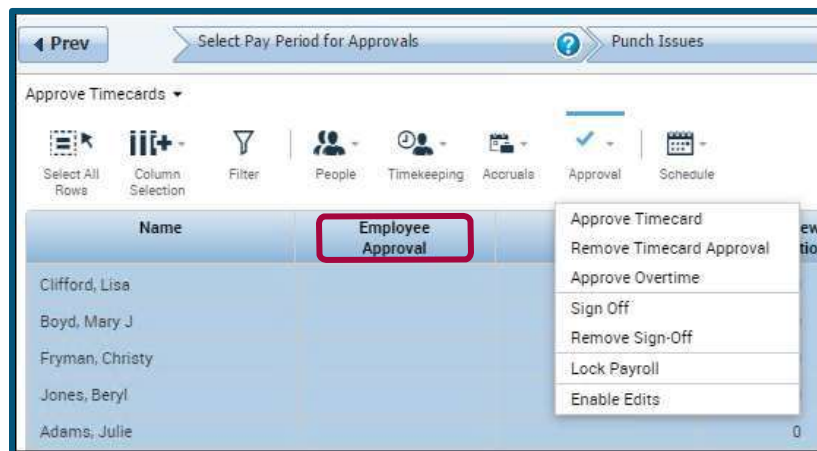 Prev
Select Pay Period for Approvals
Punch Issues
Approve Timecards
Select All
Rows
Column
Selection
Filter
People
Timekeeping
Accruals
Approval
Schedule
Name
Employee
Approval
Approve Timecard
Remove Timecard Approval
Approve Overtime
Sign Off
Remove Sign-Off
Lock Payroll
Enable Edits
Clifford, Lisa
Boyd, Mary J
Fryman, Christy
Jones, Beryl
Adams, Julie
0